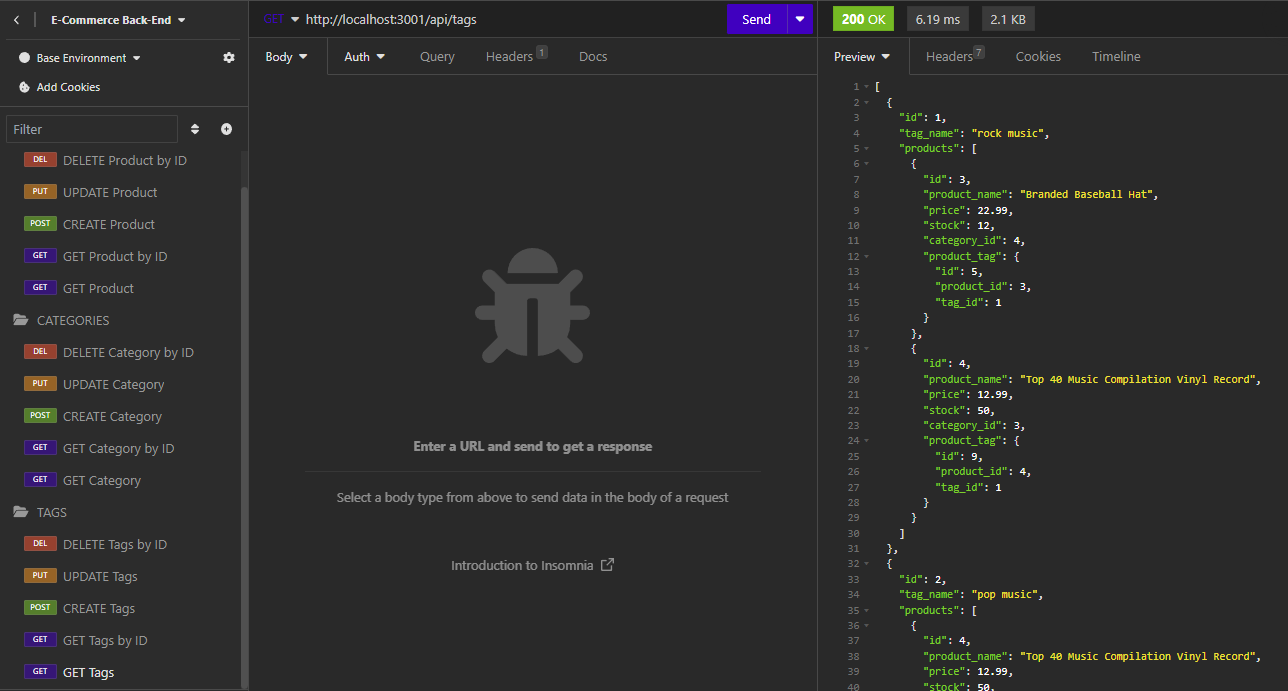 E-Commerce Back-End
Base Environment
Add Cookies
Filter
DEL DELETE Product by ID
PUT UPDATE Product
POST CREATE Product
GET GET Product by ID
GET GET Product
CATEGORIES
DEL DELETE Category by ID
PUT UPDATE Category
POST CREATE Category
GET GET Category by ID
GET GET Category
TAGS
DEL DELETE Tags by ID
PUT UPDATE Tags
POST CREATE Tags
GET GET Tags by ID
GET GET Tags
GET http://localhost:3001/api/tags Send
Body Auth Query Headers 1 Docs
Enter a URL and send to get a response
Select a body type from above to send data in the body of a request
Introduction to Insomnia
200 OK 6.19 ms 2.1 KB
Preview Headers 7 Cookies Timeline
1 [
2 {
3 "id": 1,
4 "tag_name": "rock music",
5 "products": [
6 {
7 "id": 3,
8 "product_name": "Branded Baseball Hat",
9 "price": 22.99,
10 "stock": 12,
11 "category_id": 4,
12 "product_tag": {
13 "id": 5,
14 "product_id": 3,
15 "tag_id": 1
16 }
17 },
18 {
19 "id": 4,
20 "product_name": "Top 40 Music Compilation Vinyl Record",
21 "price": 12.99,
22 "stock": 50,
23 "category_id": 3,
24 "product_tag": {
25 "id": 9,
26 "product_id": 4,
27 "tag_id": 1
28 }
29 }
30 ]
31 },
32 {
33 "id": 2,
34 "tag_name": "pop music",
35 "products": [
36 {
37 "id": 4,
38 "product_name": "Top 40 Music Compilation Vinyl Record",
39 "price": 12.99,
40 "stock": 50,